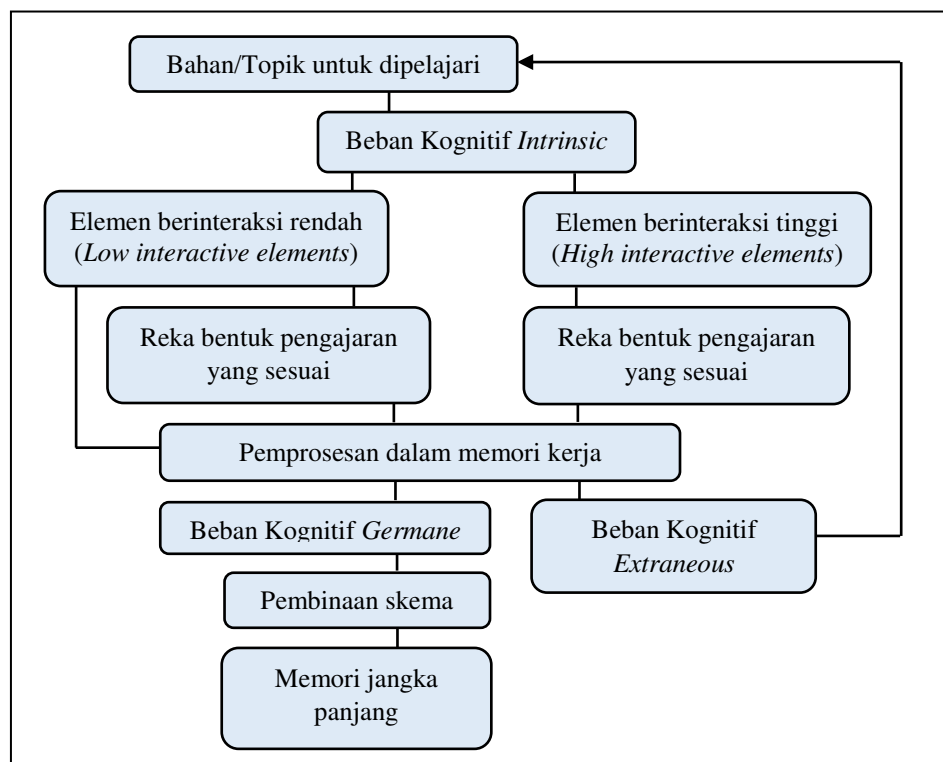 Bahan/Topik untuk dipelajari
Beban Kognitif Intrinsic
Elemen berinteraksi rendah
(Low interactive elements)
Elemen berinteraksi tinggi
(High interactive elements)
Reka bentuk pengajaran
yang sesuai
Reka bentuk pengajaran
yang sesuai
Pemprosesan dalam memori kerja
Beban Kognitif Germane
Beban Kognitif
Extraneous
Pembinaan skema
Memori jangka
panjang